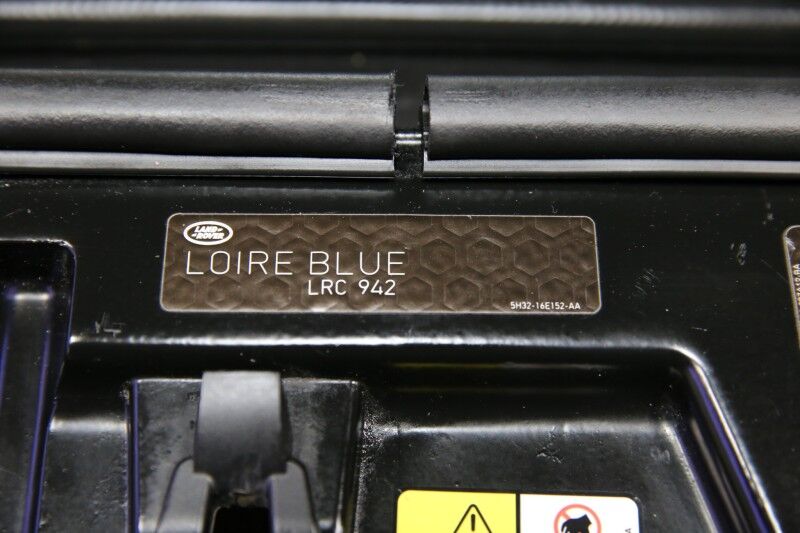 LAND ROVER
LOIRE BLUE
LRC 942
5H32-16E152-AA